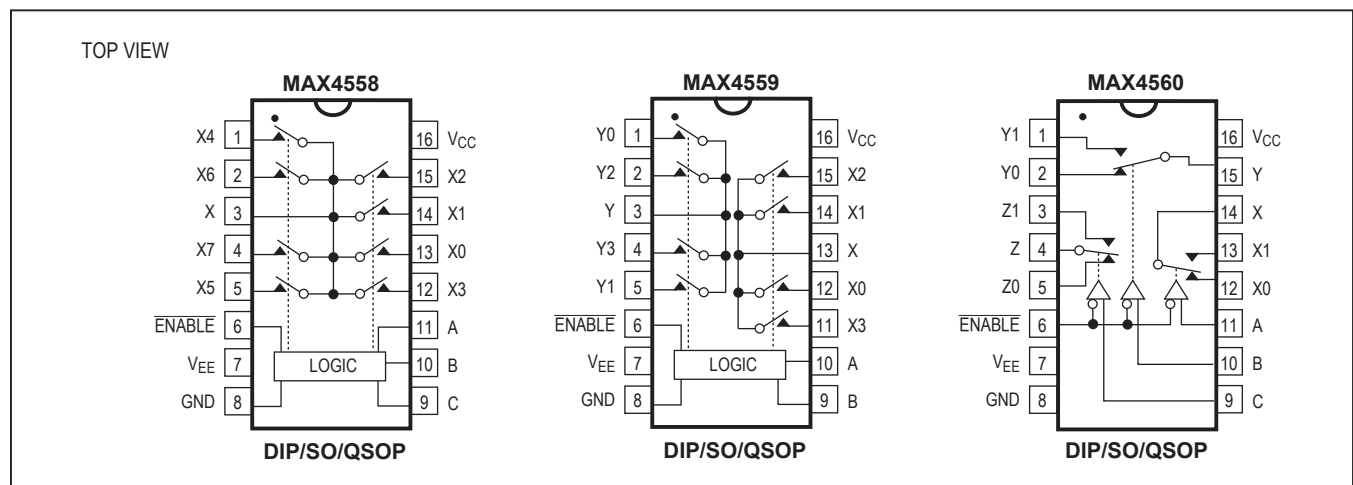 TOP VIEW
MAX4558
X4 1
X6 2
X 3
X7 4
X5 5
ENABLE 6
VEE 7
GND 8
16 VCC
15 X2
14 X1
13 X0
12 X3
11 A
10 B
9 C
LOGIC
DIP/SO/QSOP
MAX4559
Y0 1
Y2 2
Y 3
Y3 4
Y1 5
ENABLE 6
VEE 7
GND 8
16 VCC
15 X2
14 X1
13 X
12 X0
11 X3
10 A
9 B
LOGIC
DIP/SO/QSOP
MAX4560
Y1 1
Y0 2
Z1 3
Z 4
Z0 5
ENABLE 6
VEE 7
GND 8
16 VCC
15 Y
14 X
13 X1
12 X0
11 A
10 B
9 C
DIP/SO/QSOP